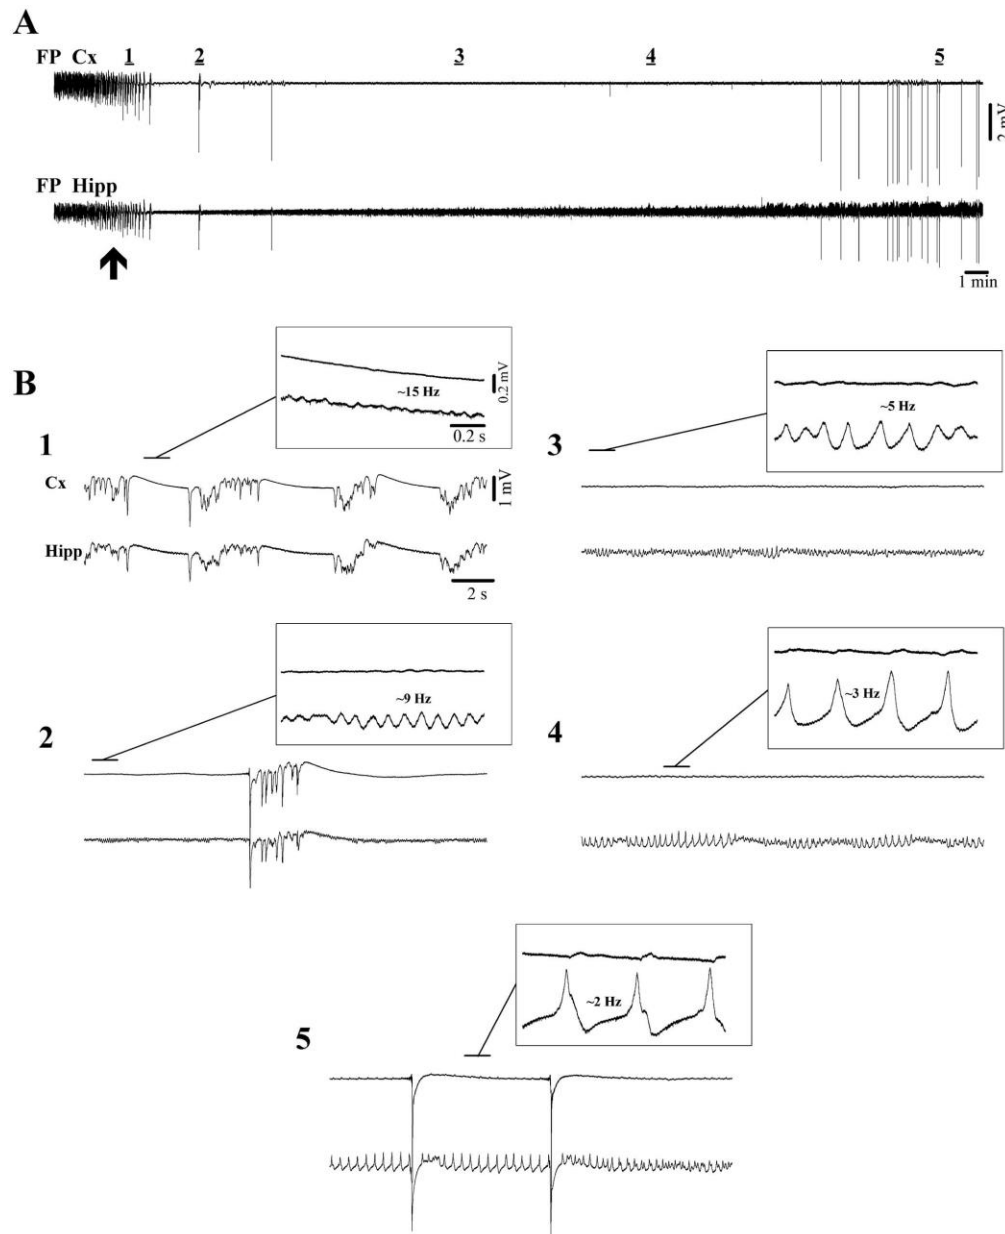 A
FP Cx 1 2 3 4 5
2 mV
FP Hipp
1 min
B
~15 Hz
0.2 mV
0.2 s
1
Cx
1 mV
Hipp
2 s
~5 Hz
3
~9 Hz
2
~3 Hz
4
~2 Hz
5